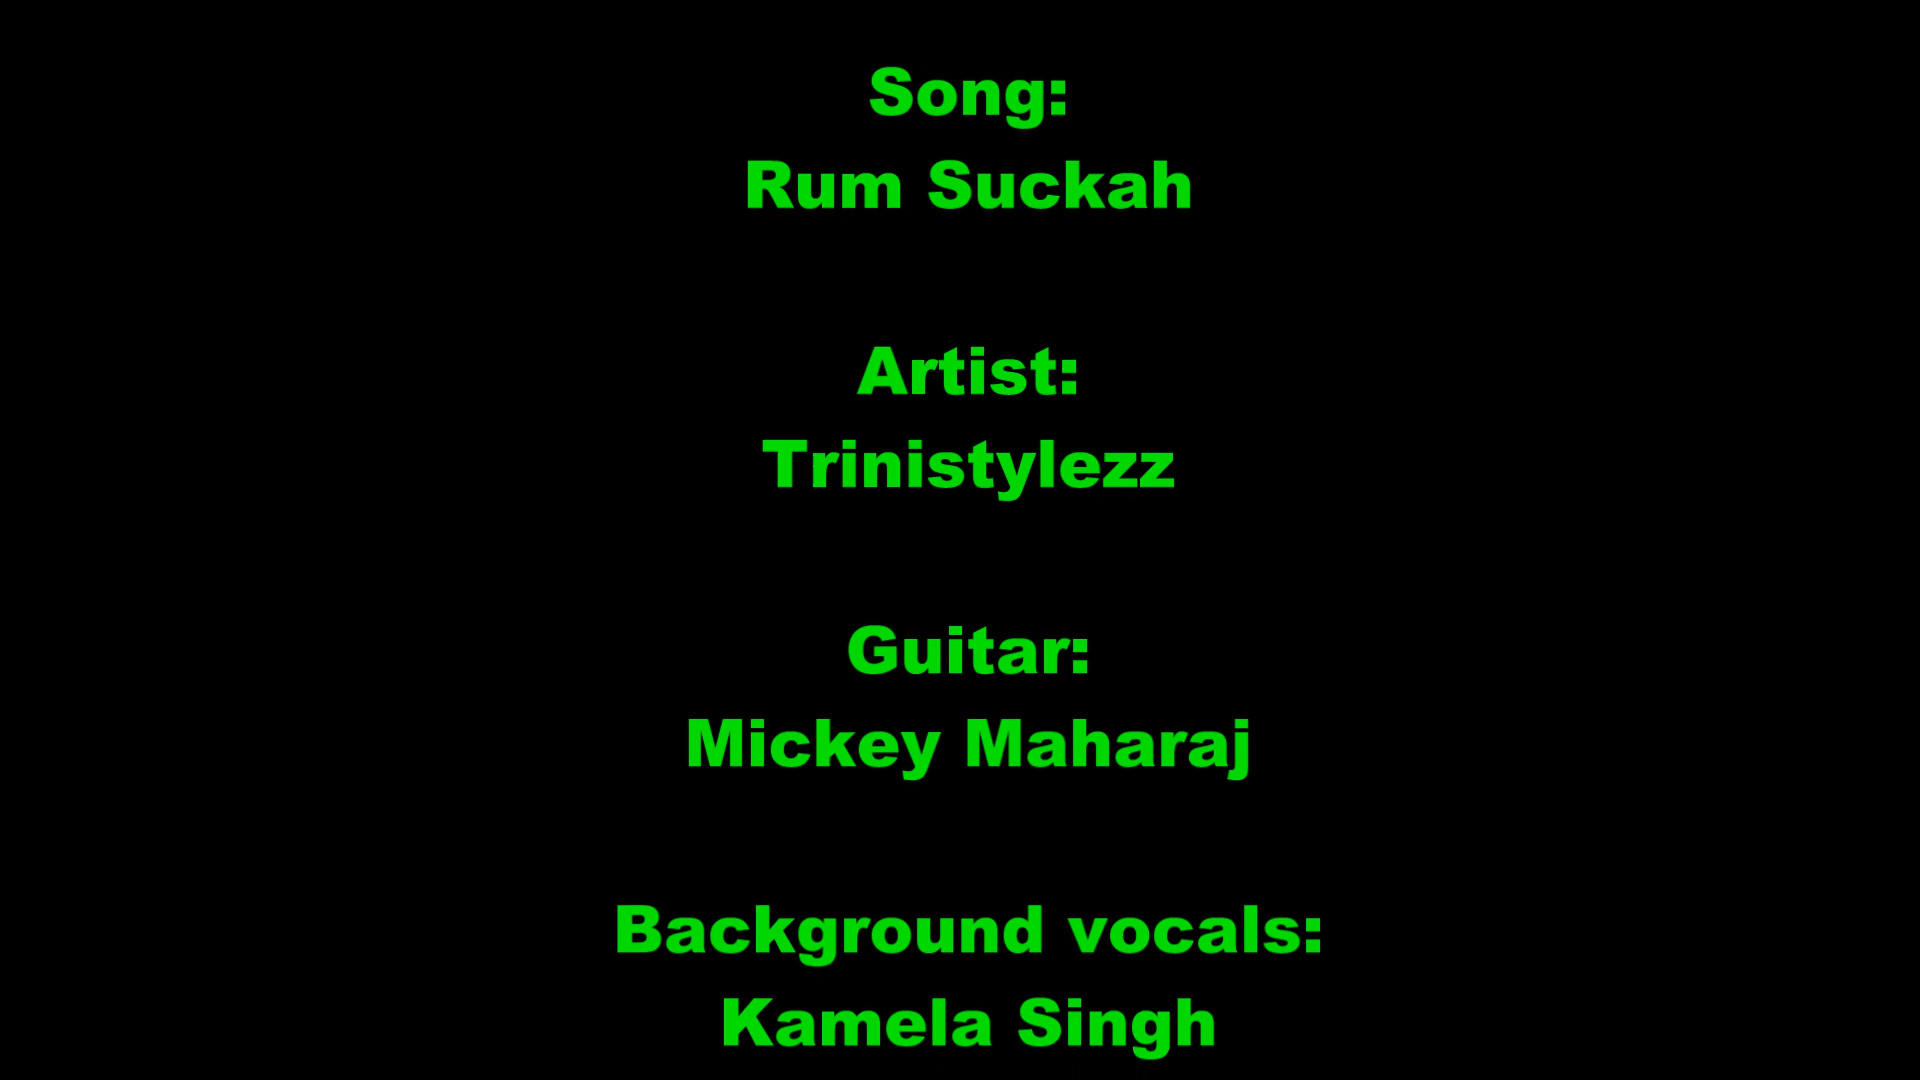 Song:
Rum Suckah
Artist:
Trinistylezz
Guitar:
Mickey Maharaj
Background vocals:
Kamela Singh